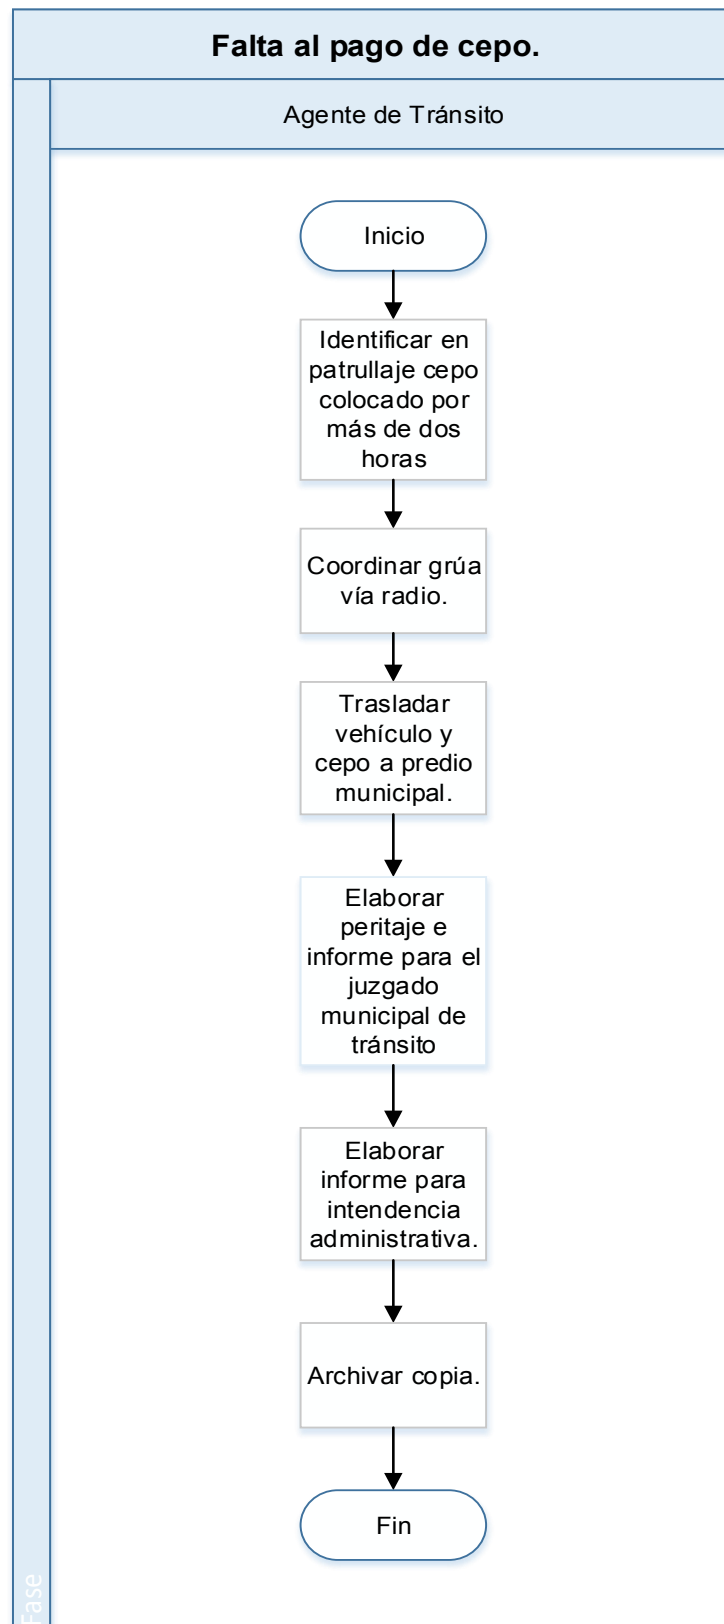 Falta al pago de cepo.
Agente de Tránsito
Inicio
Identificar en
patrullaje cepo
colocado por
más de dos
horas
Coordinar grúa
vía radio.
Trasladar
vehículo y
cepo a predio
municipal.
Elaborar
peritaje e
informe para el
juzgado
municipal de
tránsito
Elaborar
informe para
intendencia
administrativa.
Archivar copia.
Fin
Fase